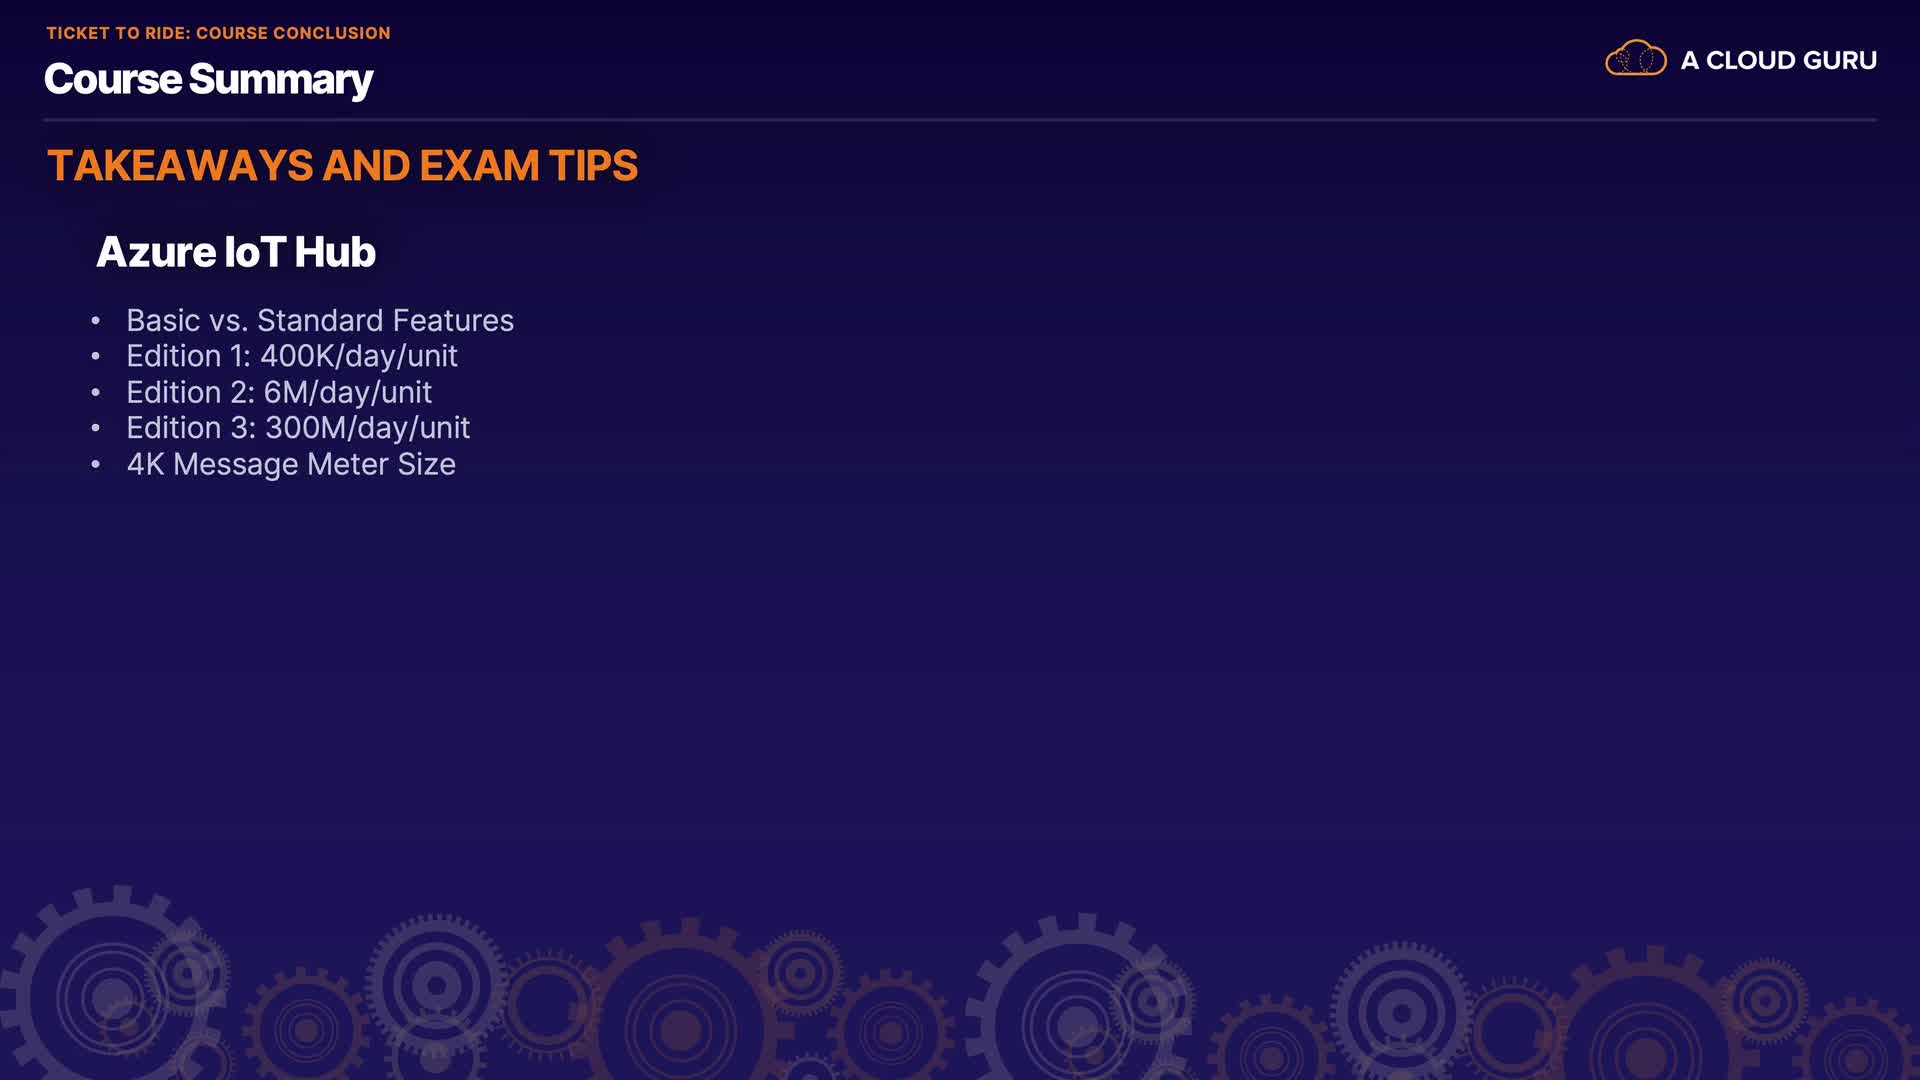 TICKET TO RIDE: COURSE CONCLUSION
Course Summary
A CLOUD GURU
TAKEAWAYS AND EXAM TIPS
Azure IoT Hub
• Basic vs. Standard Features
• Edition 1: 400K/day/unit
• Edition 2: 6M/day/unit
• Edition 3: 300M/day/unit
• 4K Message Meter Size